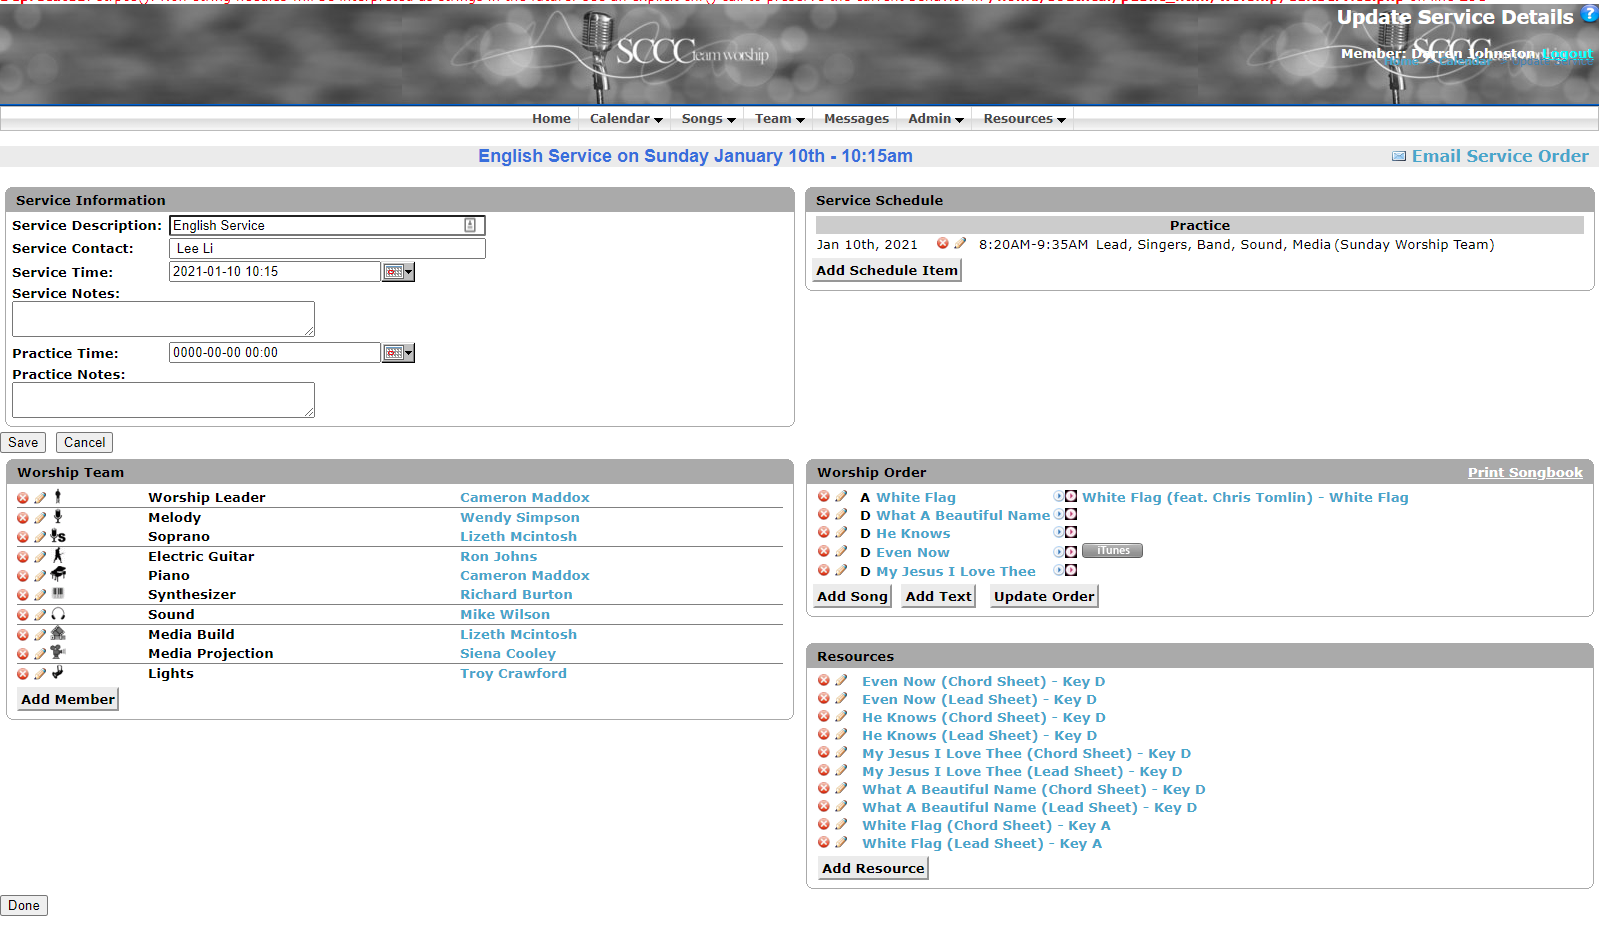 Update Service Details
SCCC team worship
Member: Darren Johnston Logout
Home Calendar
Home Calendar Songs Team Messages Admin Resources
English Service on Sunday January 10th - 10:15am
Email Service Order
Service Information
Service Description: English Service
Service Contact: Lee Li
Service Time: 2021-01-10 10:15
Service Notes:
Practice Time: 0000-00-00 00:00
Practice Notes:
Save Cancel
Service Schedule
Practice
Jan 10th, 2021 8:20AM-9:35AM Lead, Singers, Band, Sound, Media (Sunday Worship Team)
Add Schedule Item
Worship Team
Worship Leader Cameron Maddox
Melody Wendy Simpson
S Soprano Lizeth Mcintosh
Electric Guitar Ron Johns
Piano Cameron Maddox
Synthesizer Richard Burton
Sound Mike Wilson
Media Build Lizeth Mcintosh
Media Projection Siena Cooley
Lights Troy Crawford
Add Member
Worship Order Print Songbook
A White Flag White Flag (feat. Chris Tomlin) - White Flag
D What A Beautiful Name
D He Knows
D Even Now iTunes
D My Jesus I Love Thee
Add Song Add Text Update Order
Resources
Even Now (Chord Sheet) - Key D
Even Now (Lead Sheet) - Key D
He Knows (Chord Sheet) - Key D
He Knows (Lead Sheet) - Key D
My Jesus I Love Thee (Chord Sheet) - Key D
My Jesus I Love Thee (Lead Sheet) - Key D
What A Beautiful Name (Chord Sheet) - Key D
What A Beautiful Name (Lead Sheet) - Key D
White Flag (Chord Sheet) - Key A
White Flag (Lead Sheet) - Key A
Add Resource
Done